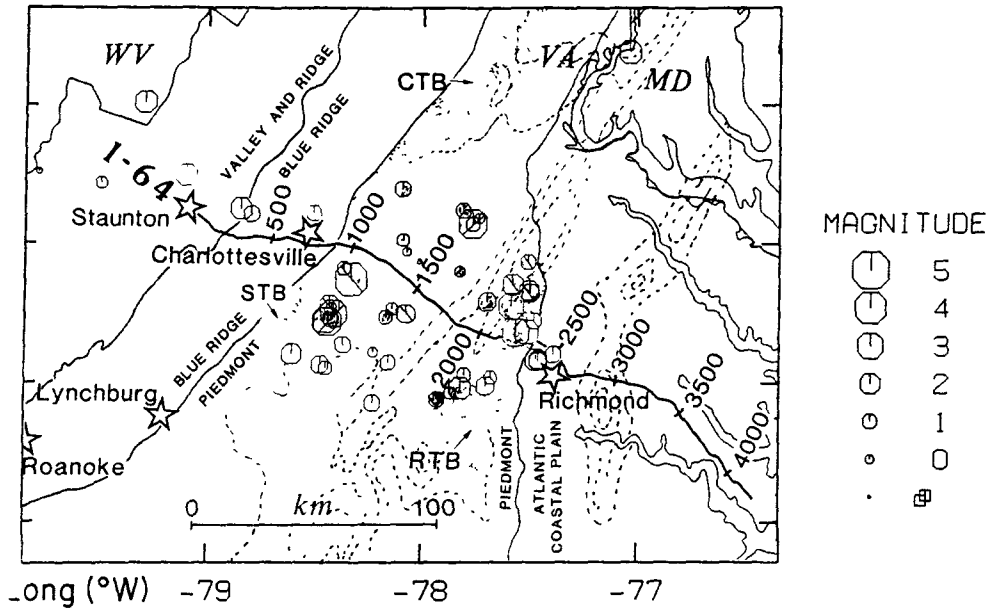 WV
VA
MD
CTB
VALLEY AND RIDGE
BLUE RIDGE
I-64
Staunton
500
1000
Charlottesville
1500
STB
2500
MAGNITUDE
5
4
3
2
1
0
BLUE RIDGE
PIEDMONT
2000
3000
3500
4000
Lynchburg
Richmond
Roanoke
RTB
PIEDMONT
ATLANTIC
COASTAL PLAIN
0 km 100
ong (°W) -79 -78 -77